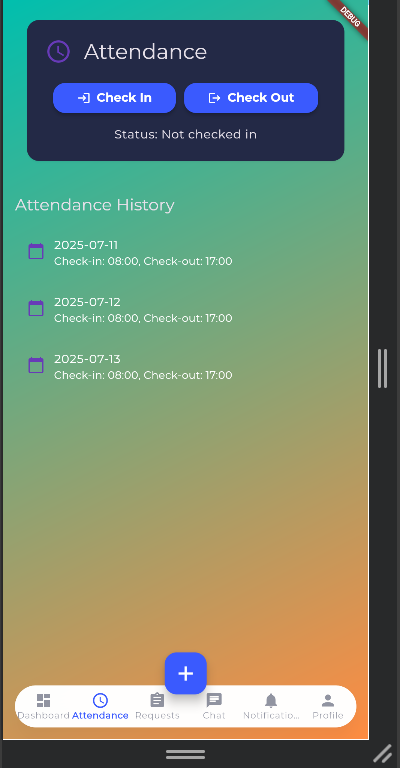 DEBUG
Attendance
Check In
Check Out
Status: Not checked in
Attendance History
2025-07-11
Check-in: 08:00, Check-out: 17:00
2025-07-12
Check-in: 08:00, Check-out: 17:00
2025-07-13
Check-in: 08:00, Check-out: 17:00
Dashboard Attendance Requests Chat Notificatio... Profile